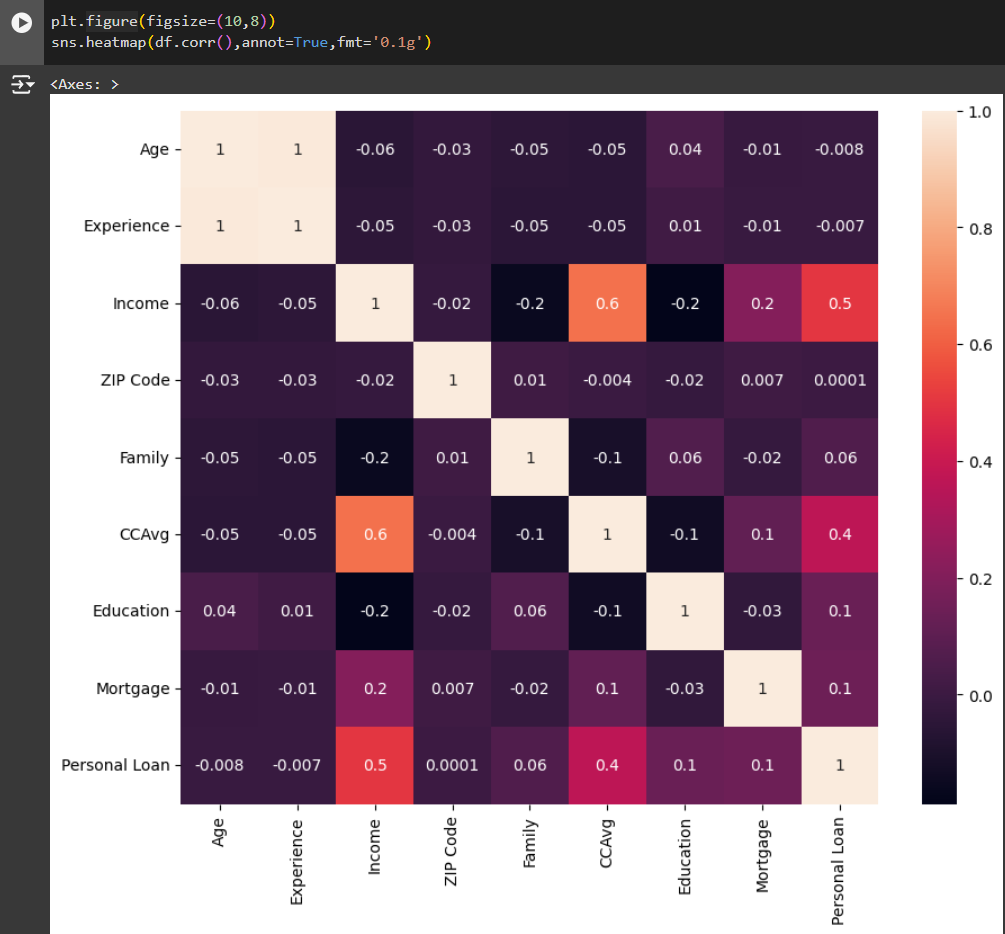 plt.figure(figsize=(10,8))
sns.heatmap(df.corr(),annot=True,fmt='0.1g')
<Axes: >
Age 1 1 -0.06 -0.03 -0.05 -0.05 0.04 -0.01 -0.008
Experience 1 1 -0.05 -0.03 -0.05 -0.05 0.01 -0.01 -0.007
Income -0.06 -0.05 1 -0.02 -0.2 0.6 -0.2 0.2 0.5
ZIP Code -0.03 -0.03 -0.02 1 0.01 -0.004 -0.02 0.007 0.0001
Family -0.05 -0.05 -0.2 0.01 1 -0.1 0.06 -0.02 0.06
CCAvg -0.05 -0.05 0.6 -0.004 -0.1 1 -0.1 0.1 0.4
Education 0.04 0.01 -0.2 -0.02 0.06 -0.1 1 -0.03 0.1
Mortgage -0.01 -0.01 0.2 0.007 -0.02 0.1 -0.03 1 0.1
Personal Loan -0.008 -0.007 0.5 0.0001 0.06 0.4 0.1 0.1 1
Age Experience Income ZIP Code Family CCAvg Education Mortgage Personal Loan
1.0
0.8
0.6
0.4
0.2
0.0